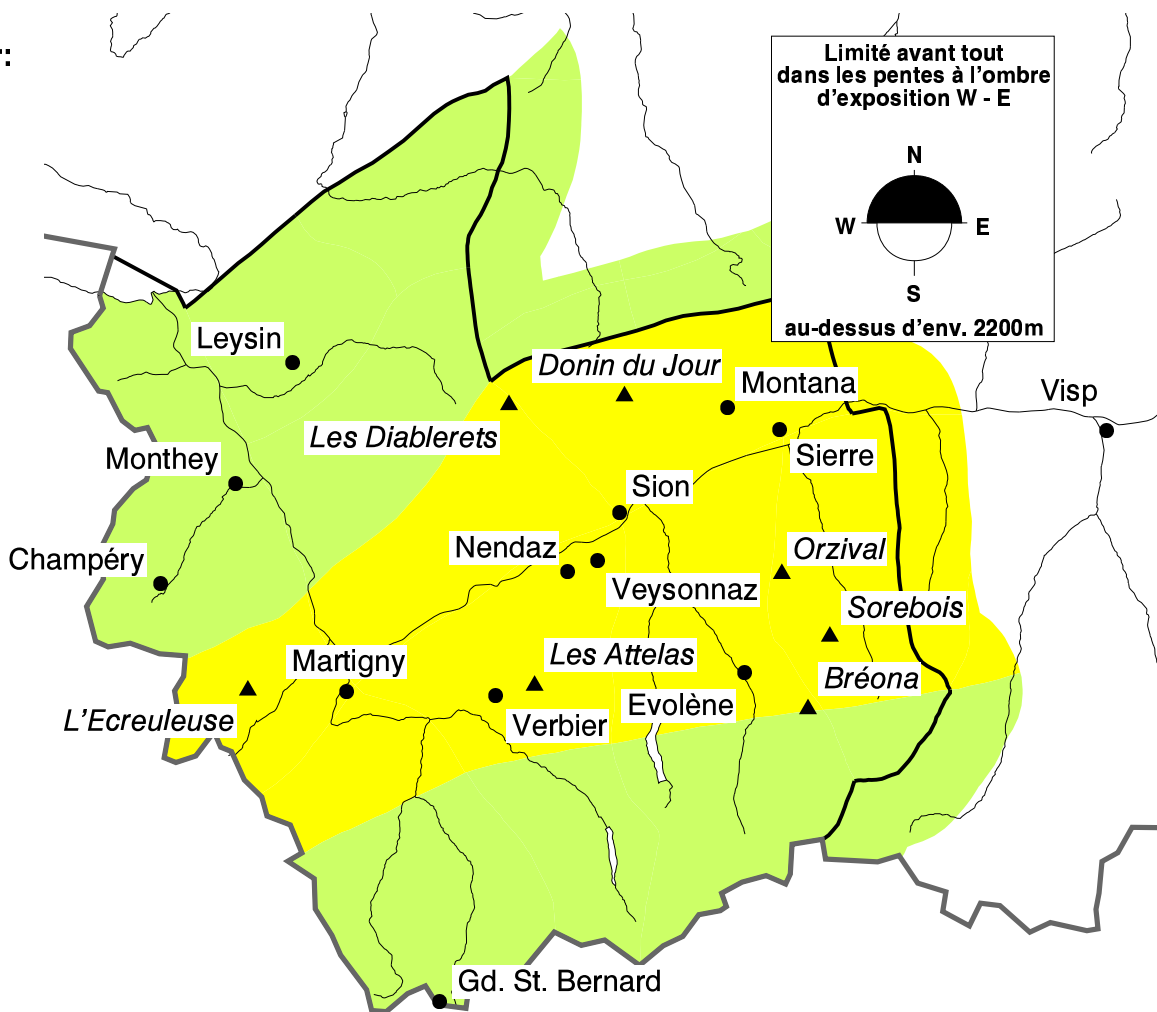 :
Limité avant tout
dans les pentes à l'ombre
d'exposition W - E
N
W
E
S
au-dessus d'env. 2200m
Leysin
Donin du Jour
Montana
Visp
Les Diablerets
Sierre
Monthey
Sion
Champéry
Nendaz
Orzival
Veysonnaz
Sorebois
Martigny
Les Attelas
Bréona
L'Ecreuleuse
Verbier
Evolène
Gd. St. Bernard